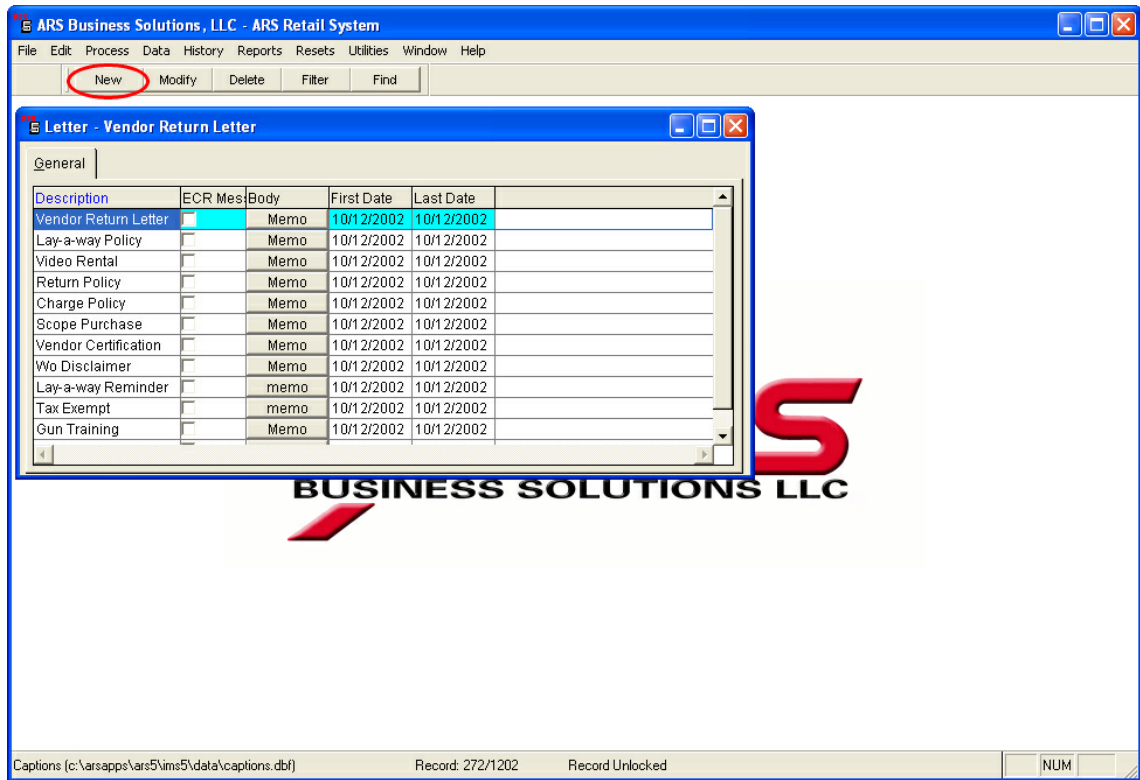 ARS Business Solutions, LLC - ARS Retail System
File Edit Process Data History Reports Resets Utilities Window Help
New Modify Delete Filter Find
Letter - Vendor Return Letter
General
Description ECR Mes Body First Date Last Date
Vendor Return Letter Memo 10/12/2002 10/12/2002
Lay-a-way Policy Memo 10/12/2002 10/12/2002
Video Rental Memo 10/12/2002 10/12/2002
Return Policy Memo 10/12/2002 10/12/2002
Charge Policy Memo 10/12/2002 10/12/2002
Scope Purchase Memo 10/12/2002 10/12/2002
Vendor Certification Memo 10/12/2002 10/12/2002
Wo Disclaimer Memo 10/12/2002 10/12/2002
Lay-a-way Reminder memo 10/12/2002 10/12/2002
Tax Exempt memo 10/12/2002 10/12/2002
Gun Training Memo 10/12/2002 10/12/2002
S
BUSINESS SOLUTIONS LLC
Captions (c:\arsapps\ars5\ims5\data\captions.dbf) Record: 272/1202 Record Unlocked NUM